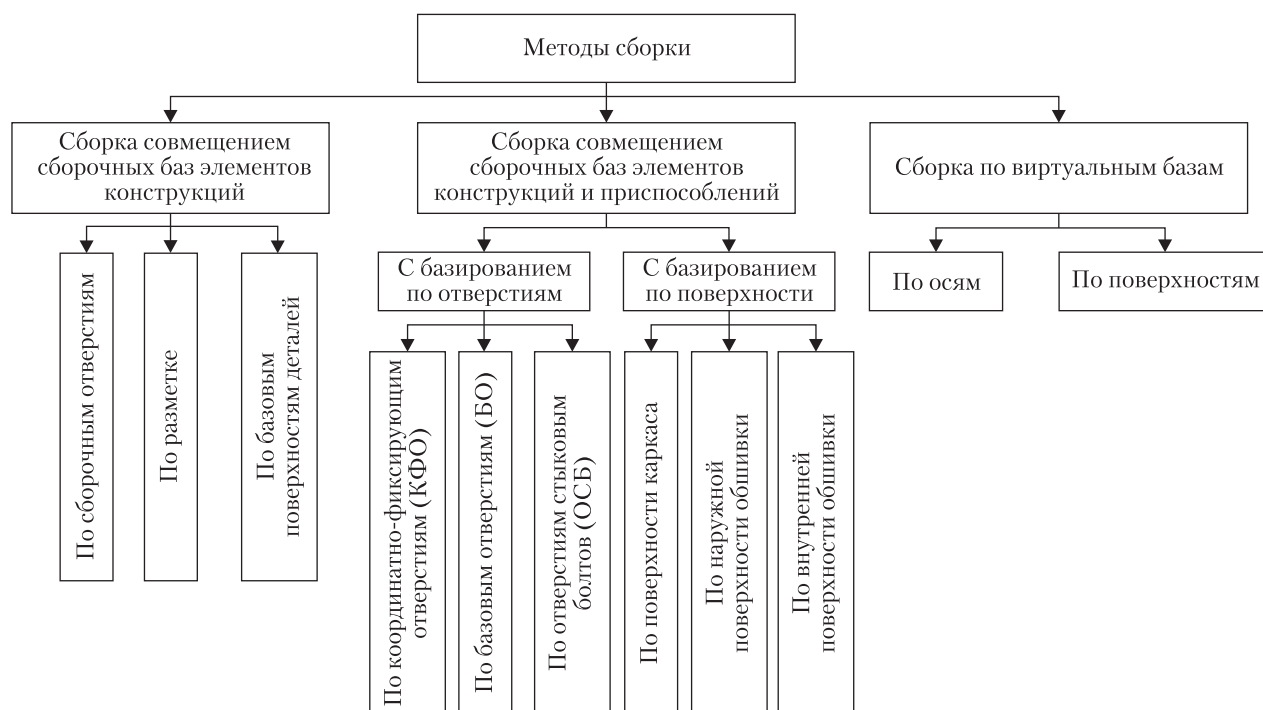 Методы сборки
Сборка совмещением
сборочных баз элементов
конструкций
Сборка совмещением
сборочных баз элементов
конструкций и приспособлений
Сборка по виртуальным базам
С базированием
по отверстиям
С базированием
по поверхности
По осям
По поверхностям
По сборочным отверстиям
По разметке
По базовым
поверхностям деталей
По координатно-фиксирующим
отверстиям (КФО)
По базовым отверстиям (БО)
По отверстиям стыковым
болтов (ОСБ)
По поверхности каркаса
По наружной
поверхности обшивки
По внутренней
поверхности обшивки